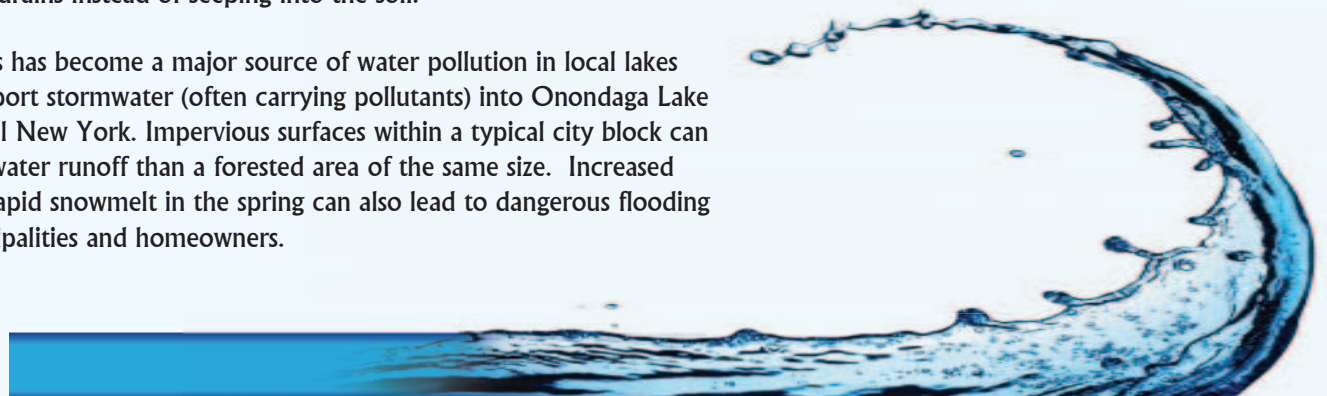 drains instead of seeping into the soil.
s has become a major source of water pollution in local lakes
port stormwater (often carrying pollutants) into Onondaga Lake
l New York. Impervious surfaces within a typical city block can
water runoff than a forested area of the same size. Increased
apid snowmelt in the spring can also lead to dangerous flooding
ipalities and homeowners.